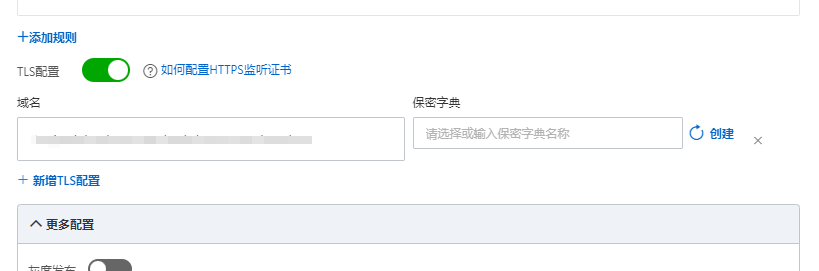 +添加规则
TLS配置 ? 如何配置HTTPS监听证书
域名 保密字典
请选择或输入保密字典名称 创建 ×
+ 新增TLS配置
更多配置
灰度发布